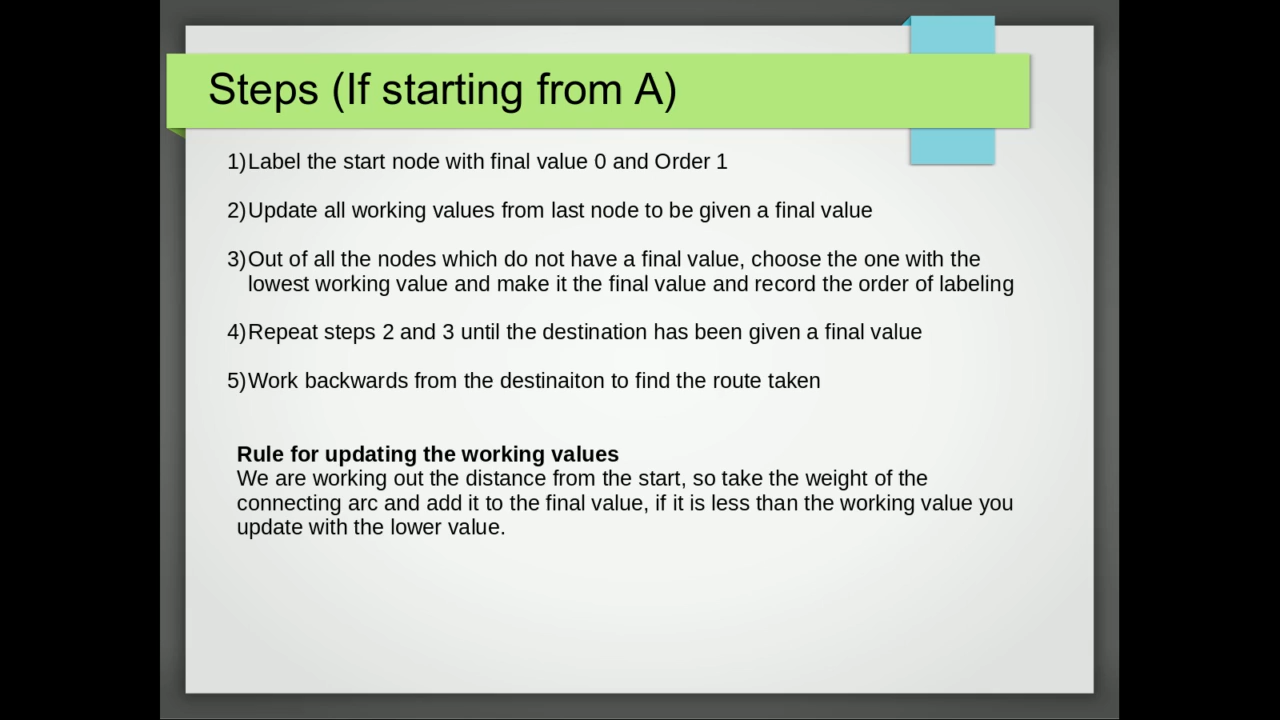 Steps (If starting from A)
1)Label the start node with final value 0 and Order 1
2)Update all working values from last node to be given a final value
3)Out of all the nodes which do not have a final value, choose the one with the
lowest working value and make it the final value and record the order of labeling
4)Repeat steps 2 and 3 until the destination has been given a final value
5)Work backwards from the destinaiton to find the route taken
Rule for updating the working values
We are working out the distance from the start, so take the weight of the
connecting arc and add it to the final value, if it is less than the working value you
update with the lower value.